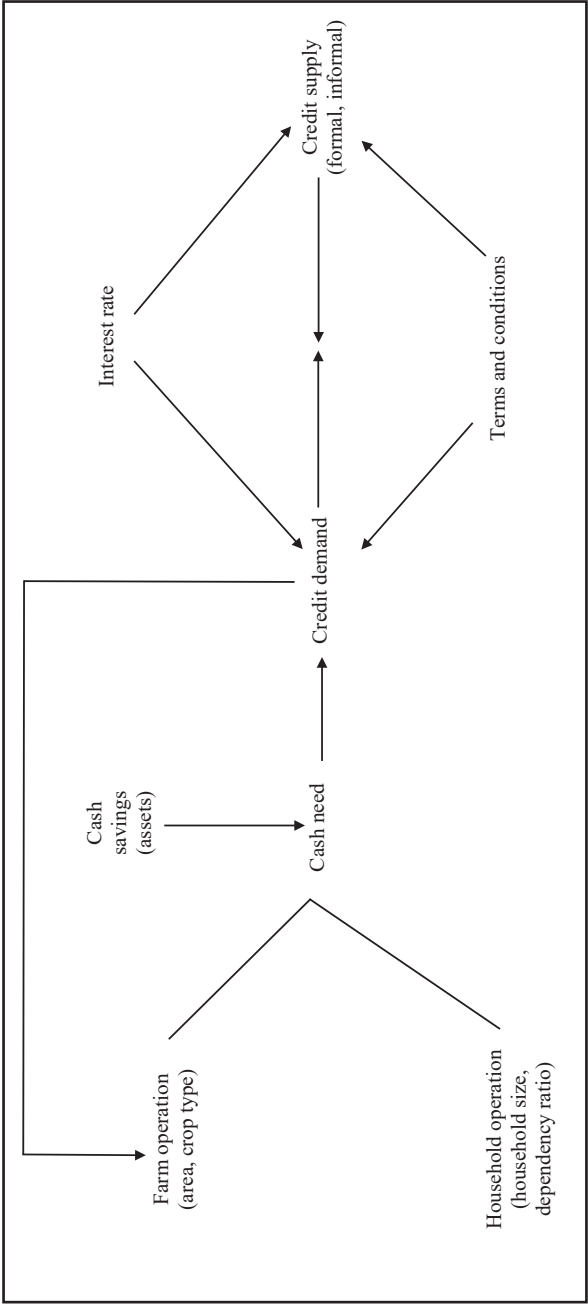 Farm operation
(area, crop type)
Household operation
(household size,
dependency ratio)
Cash
savings
(assets)
Cash need
Credit demand
Interest rate
Terms and conditions
Credit supply
(formal, informal)